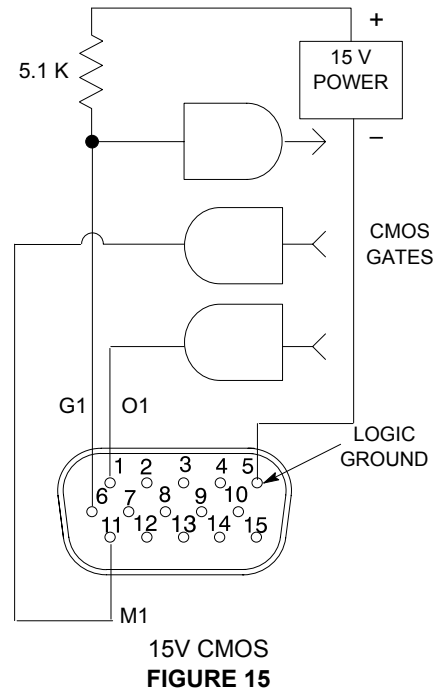 +
5.1 K
15 V
POWER
–
CMOS
GATES
G1 O1
LOGIC
GROUND
1 2 3 4 5
6 7 8 9 10
11 12 13 14 15
M1
15V CMOS
FIGURE 15